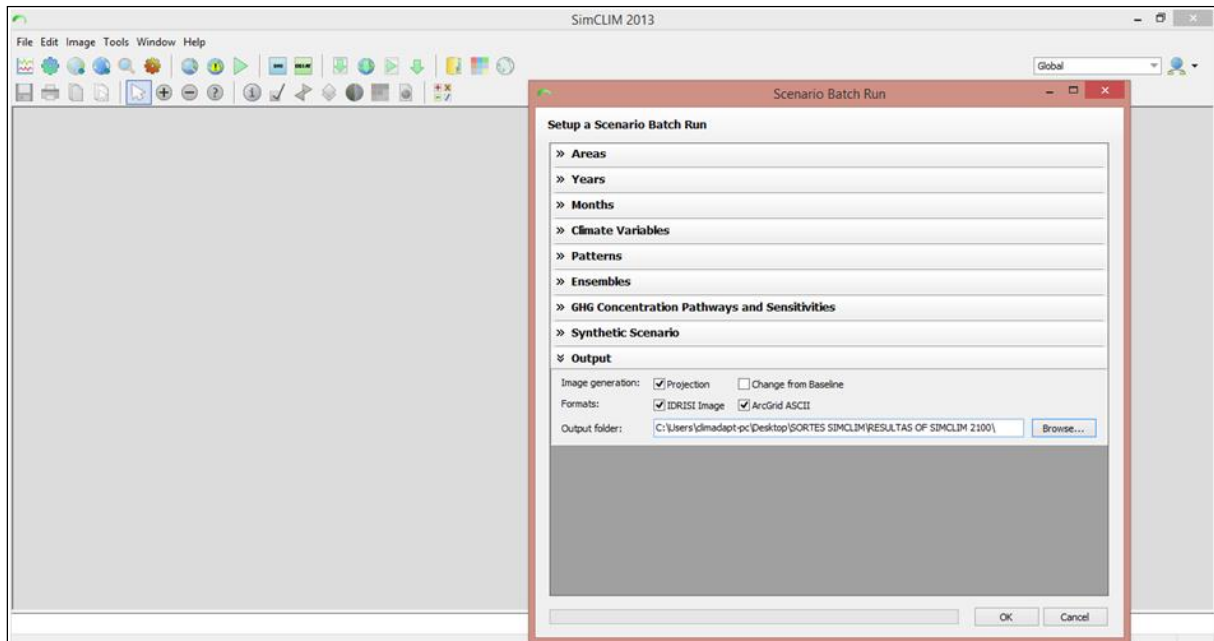 SimCLIM 2013
File Edit Image Tools Window Help
Global
Scenario Batch Run
Setup a Scenario Batch Run
» Areas
» Years
» Months
» Climate Variables
» Patterns
» Ensembles
» GHG Concentration Pathways and Sensitivities
» Synthetic Scenario
Output
Image generation: Projection Change from Baseline
Formats: IDRISI Image ArcGrid ASCII
Output folder: C:\Users\climadapt-pc\Desktop\SORTES SIMCLIM\RESULTAS OF SIMCLIM 2100\ Browse...
OK Cancel